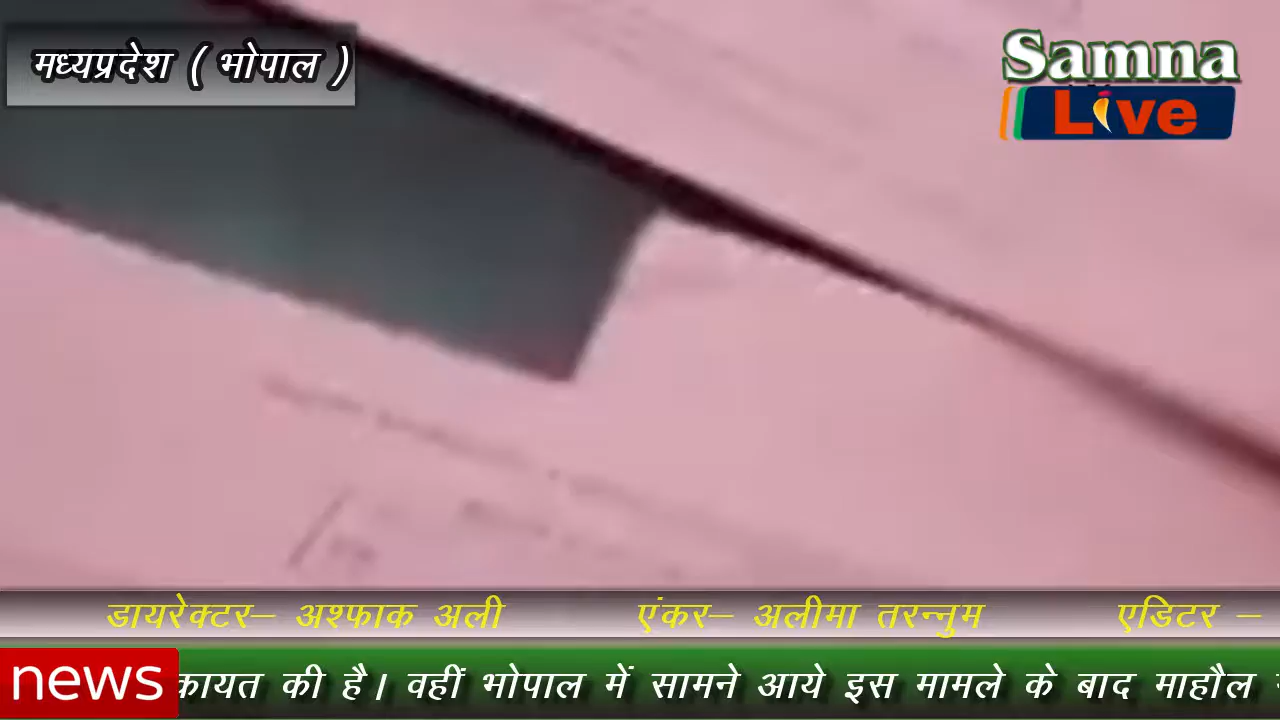 मध्यप्रदेश ( भोपाल )
Samna
Live
डायरेक्टर– अश्फाक अली एंकर– अलीमा तरन्नुम एडिटर –
news कायत की है। वहीं भोपाल में सामने आये इस मामले के बाद माहौल